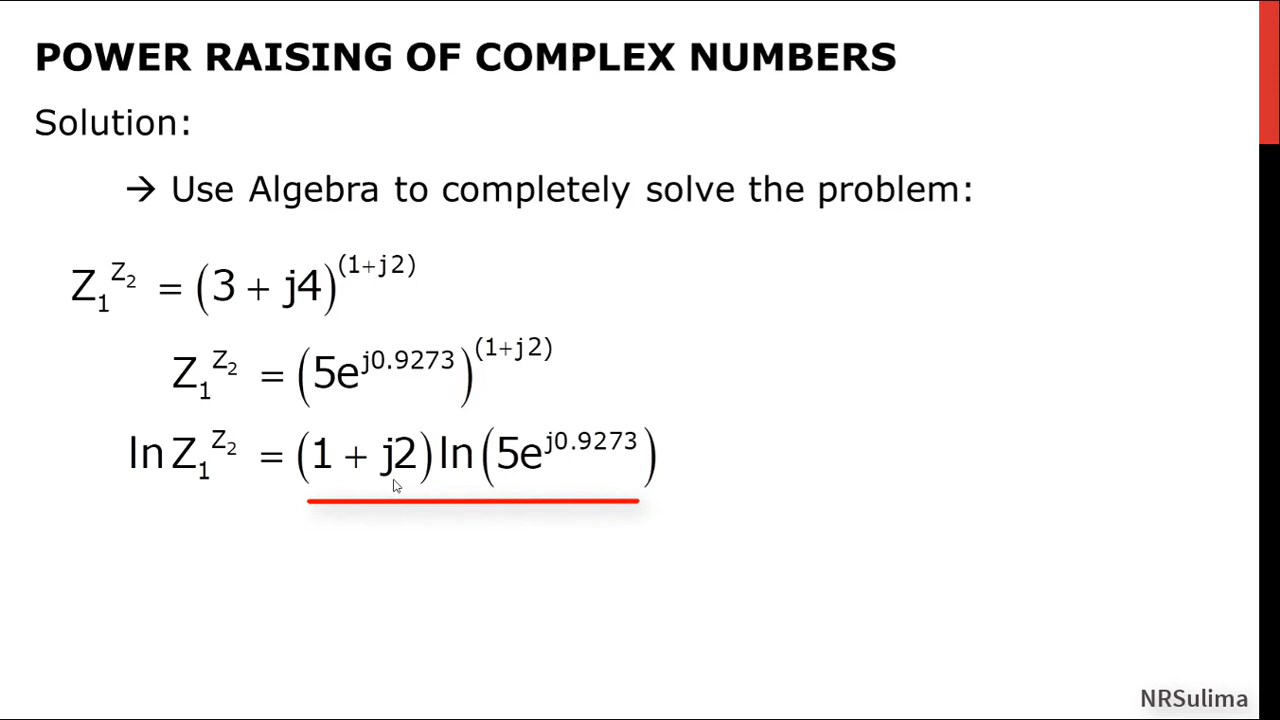 POWER RAISING OF COMPLEX NUMBERS
Solution:
→ Use Algebra to completely solve the problem:
Z₁^Z₂ = (3 + j4)^(1+j2)
Z₁^Z₂ = (5e^j0.9273)^(1+j2)
ln Z₁^Z₂ = (1 + j2) ln (5e^j0.9273)
NRSulima